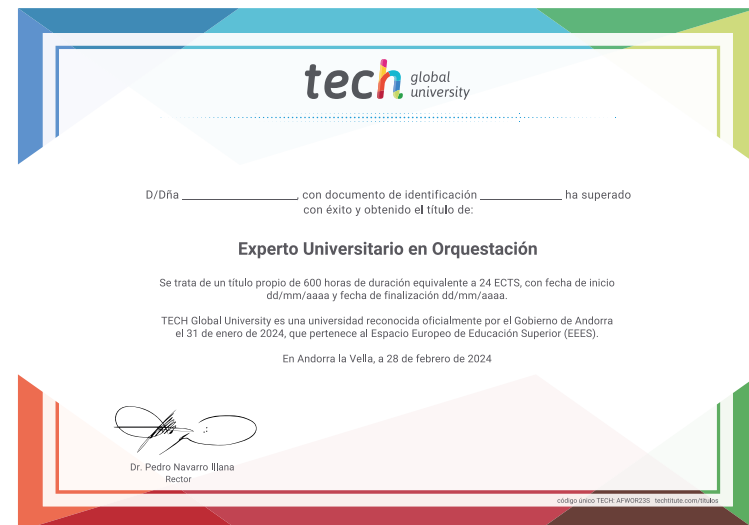 tech global
university
D/Dña ____________________, con documento de identificación ______________ ha superado
con éxito y obtenido el título de:
Experto Universitario en Orquestación
Se trata de un título propio de 600 horas de duración equivalente a 24 ECTS, con fecha de inicio
dd/mm/aaaa y fecha de finalización dd/mm/aaaa.
TECH Global University es una universidad reconocida oficialmente por el Gobierno de Andorra
el 31 de enero de 2024, que pertenece al Espacio Europeo de Educación Superior (EEES).
En Andorra la Vella, a 28 de febrero de 2024
Dr. Pedro Navarro Illana
Rector
código único TECH: AFWOR23S techtitute.com/titulos